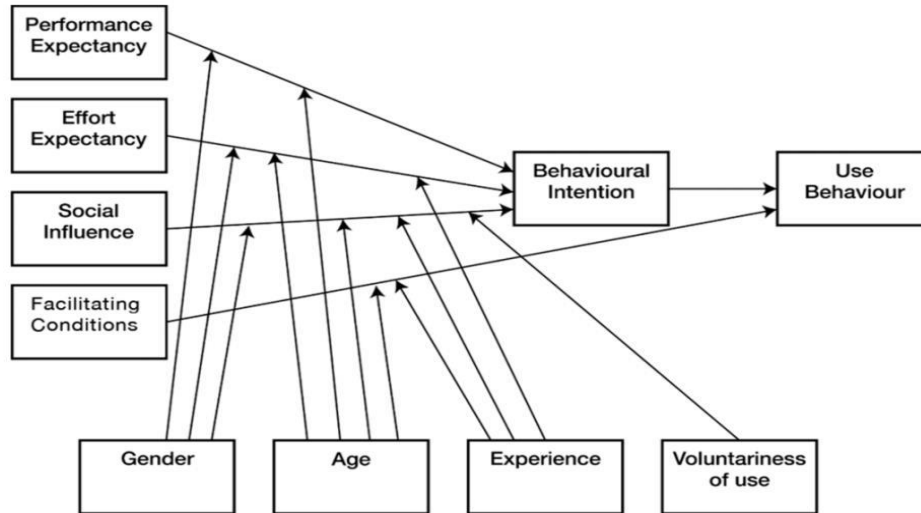 Performance
Expectancy
Effort
Expectancy
Social
Influence
Facilitating
Conditions
Behavioural
Intention
Use
Behaviour
Gender
Age
Experience
Voluntariness
of use